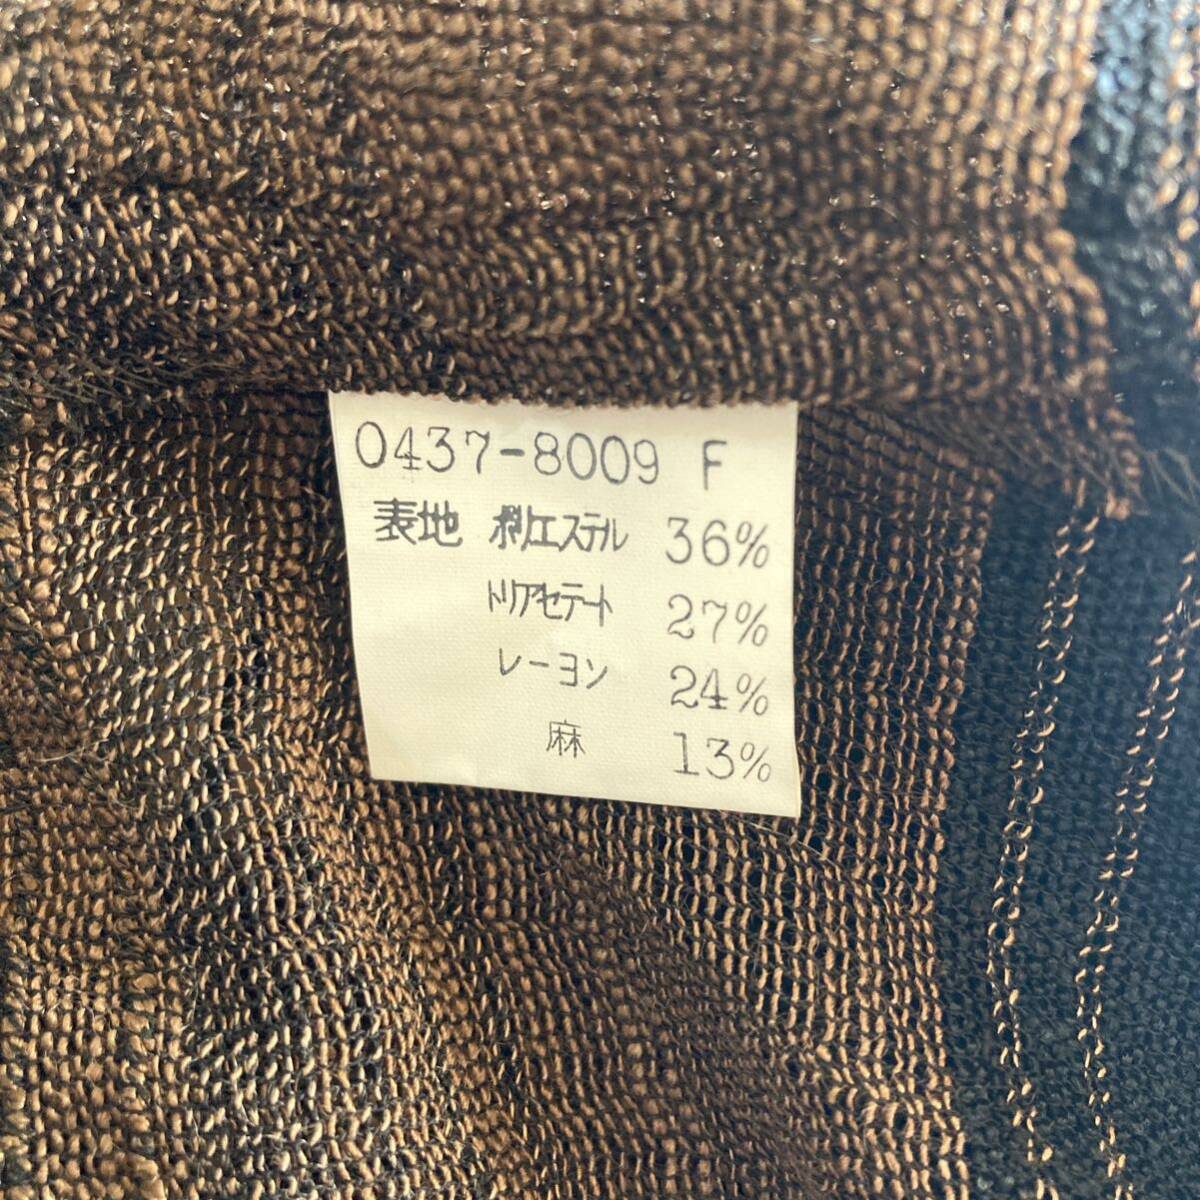 0437-8009 F
表地 ポリエステル 36%
トリアセテート 27%
レーヨン 24%
麻 13%